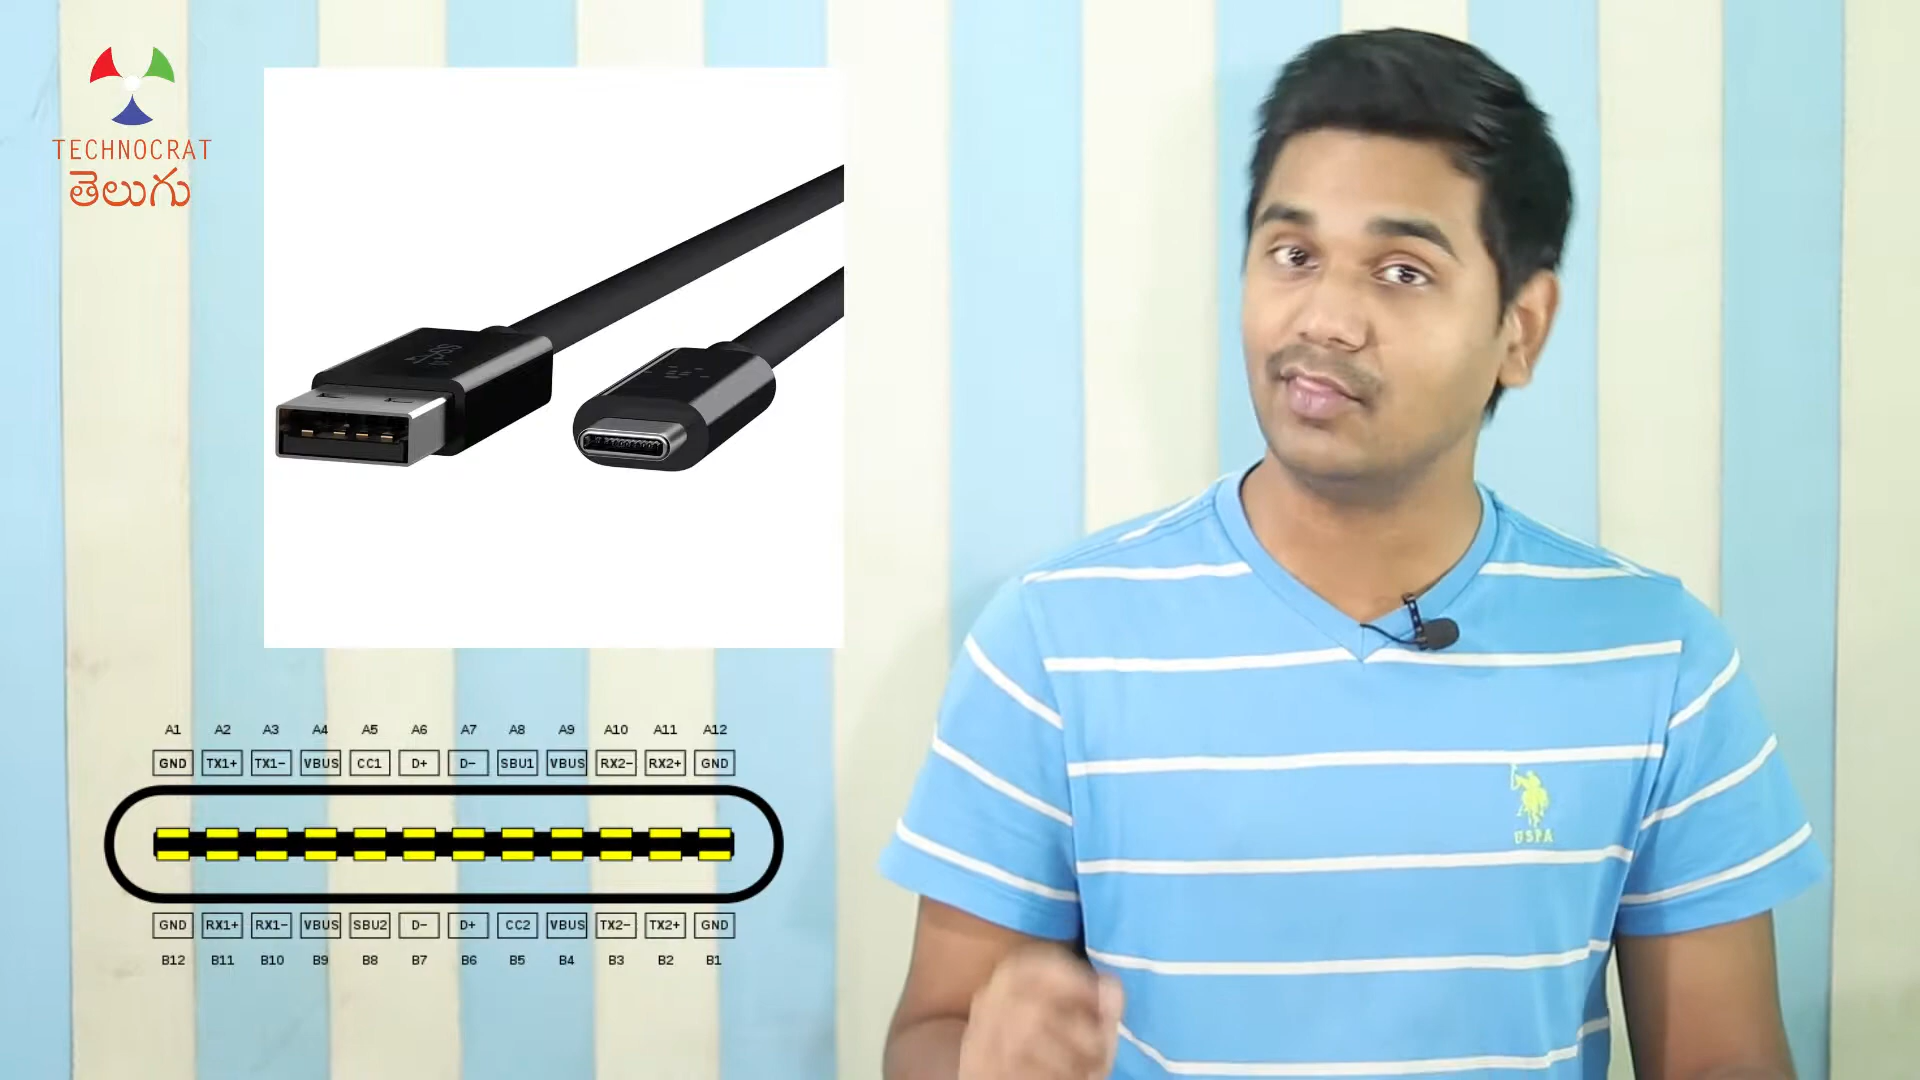 TECHNOCRAT
తెలుగు
A1 A2 A3 A4 A5 A6 A7 A8 A9 A10 A11 A12
GND TX1+ TX1− VBUS CC1 D+ D− SBU1 VBUS RX2− RX2+ GND
GND RX1+ RX1− VBUS SBU2 D− D+ CC2 VBUS TX2− TX2+ GND
B12 B11 B10 B9 B8 B7 B6 B5 B4 B3 B2 B1
USPA